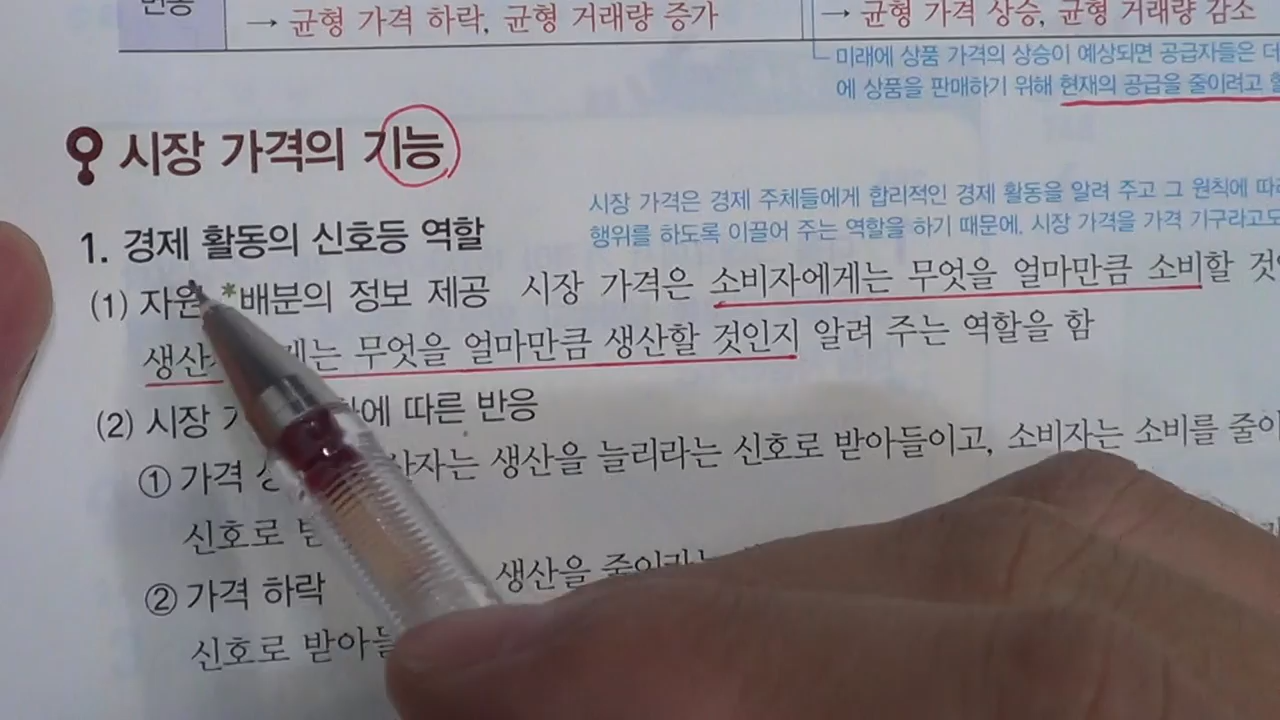 → 균형 가격 하락, 균형 거래량 증가
→ 균형 가격 상승, 균형 거래량 감소
미래에 상품 가격의 상승이 예상되면 공급자들은 더
에 상품을 판매하기 위해 현재의 공급을 줄이려고
시장 가격의 기능
시장 가격은 경제 주체들에게 합리적인 경제 활동을 알려 주고 그 원칙에 따라
행위를 하도록 이끌어 주는 역할을 하기 때문에, 시장 가격을 가격 기구라고도
1. 경제 활동의 신호등 역할
(1) 자원 *배분의 정보 제공 시장 가격은 소비자에게는 무엇을 얼마만큼 소비할 것
생산 게는 무엇을 얼마만큼 생산할 것인지 알려 주는 역할을 함
(2) 시장 에 따른 반응
① 가격 산자는 생산을 늘리라는 신호로 받아들이고, 소비자는 소비를 줄이
신호로
② 가격 하락 생산을 줄이라는
신호로 받아들